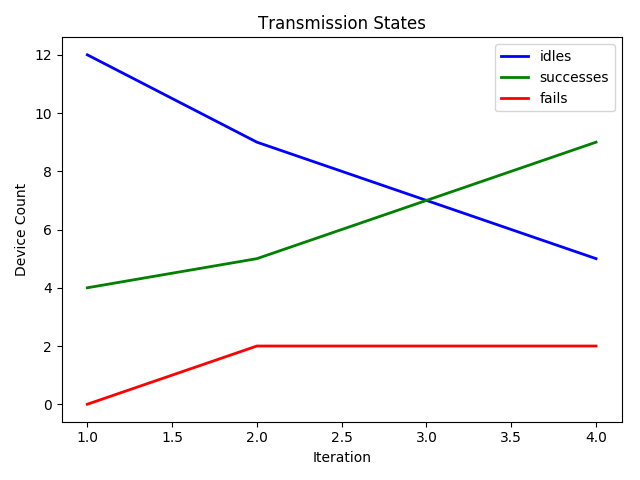 Transmission States
idles
successes
fails
12
10
8
6
4
2
0
Device Count
1.0 1.5 2.0 2.5 3.0 3.5 4.0
Iteration